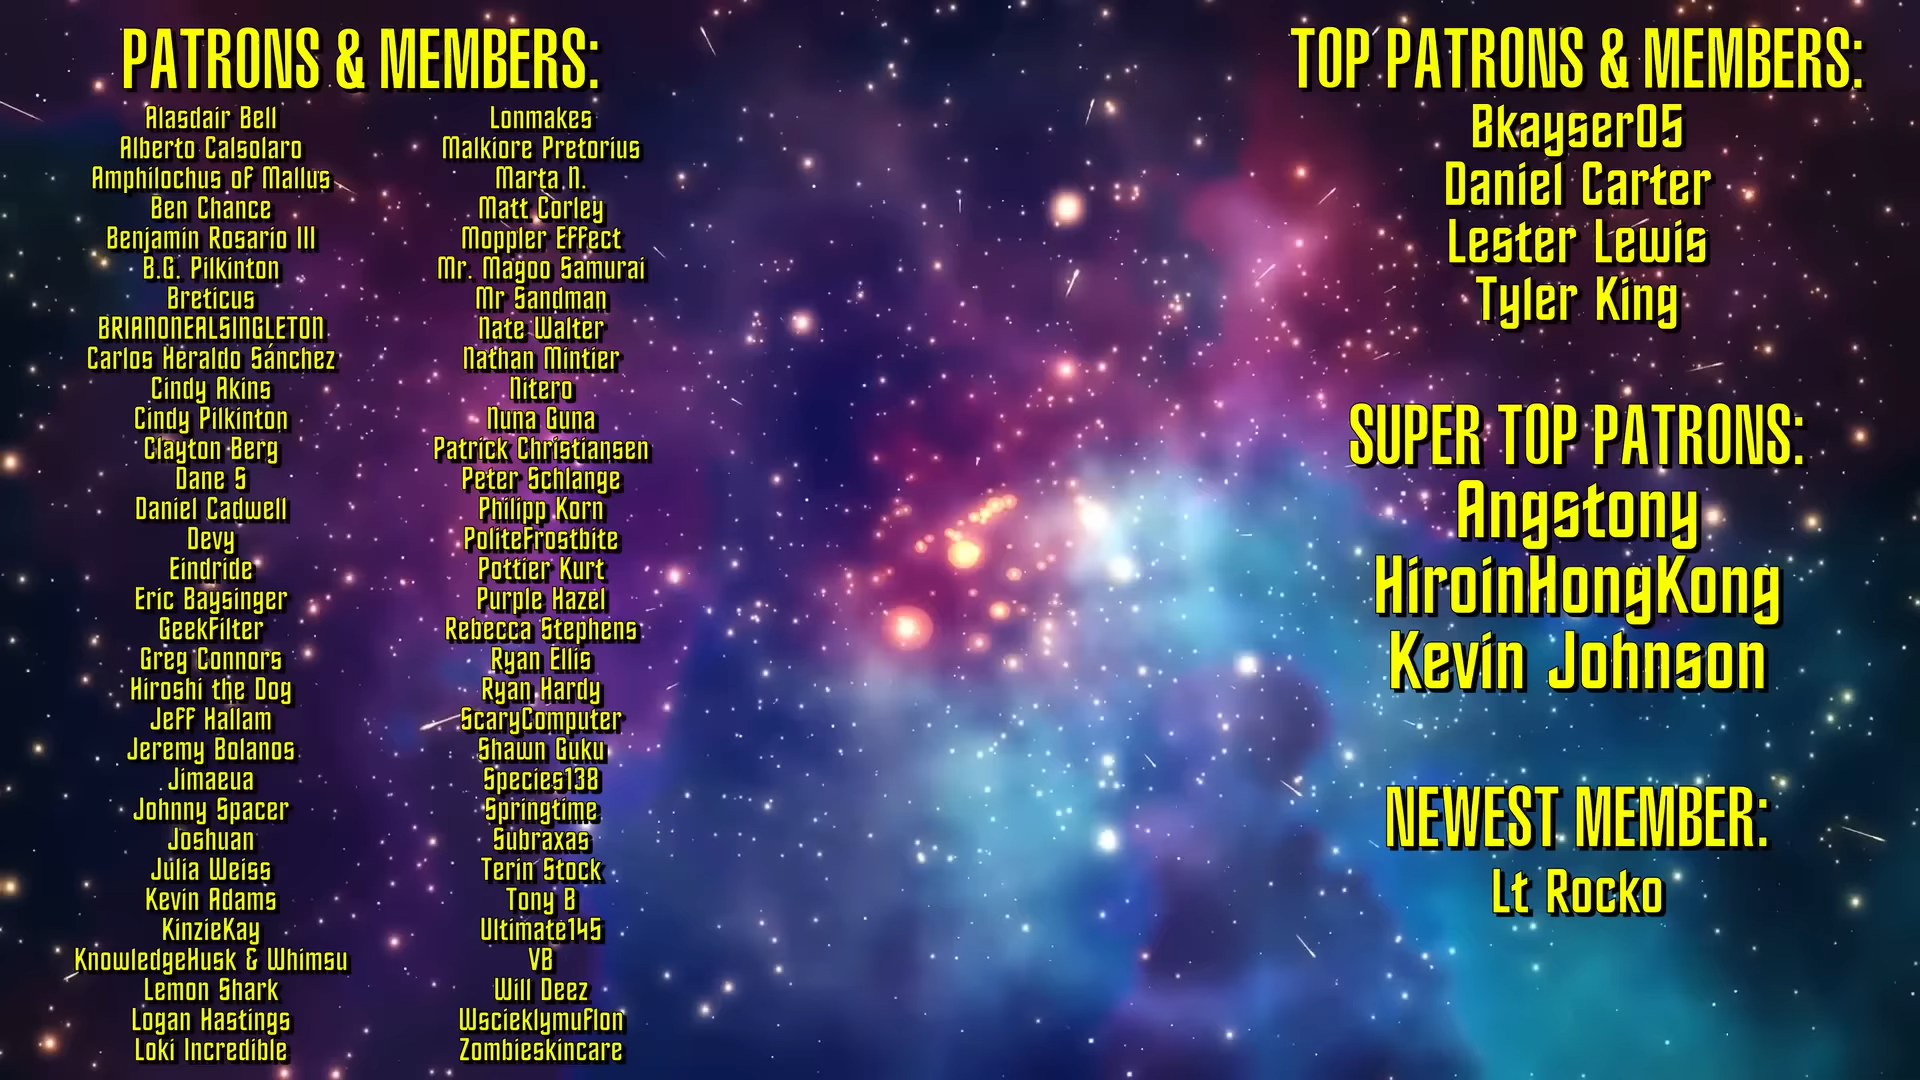 PATRONS & MEMBERS:
Alasdair Bell
Alberto Calsolaro
Amphilochus of Mallus
Ben Chance
Benjamin Rosario III
B.G. Pilkinton
Breticus
BRIANONEALSINGLETON
Carlos Heraldo Sánchez
Cindy Akins
Cindy Pilkinton
Clayton Berg
Dane S
Daniel Cadwell
Devy
Eindride
Eric Baysinger
GeekFilter
Greg Connors
Hiroshi the Dog
Jeff Hallam
Jeremy Bolanos
Jimaeua
Johnny Spacer
Joshuan
Julia Weiss
Kevin Adams
KinzieKay
KnowledgeHusk & Whimsu
Lemon Shark
Logan Hastings
Loki Incredible
Lonmakes
Malkiore Pretorius
Marta N.
Matt Corley
Moppler Effect
Mr. Magoo Samurai
Mr Sandman
Nate Walter
Nathan Mintier
Nitero
Nuna Guna
Patrick Christiansen
Peter Schlange
Philipp Korn
PoliteFrostbite
Pottier Kurt
Purple Hazel
Rebecca Stephens
Ryan Ellis
Ryan Hardy
ScaryComputer
Shawn Guku
Species138
Springtime
Subraxas
Terin Stock
Tony B
Ultimate145
VB
Will Deez
Wscieklymuflon
Zombieskincare
TOP PATRONS & MEMBERS:
Bkayser05
Daniel Carter
Lester Lewis
Tyler King
SUPER TOP PATRONS:
Angstony
HiroinHongKong
Kevin Johnson
NEWEST MEMBER:
Lt Rocko